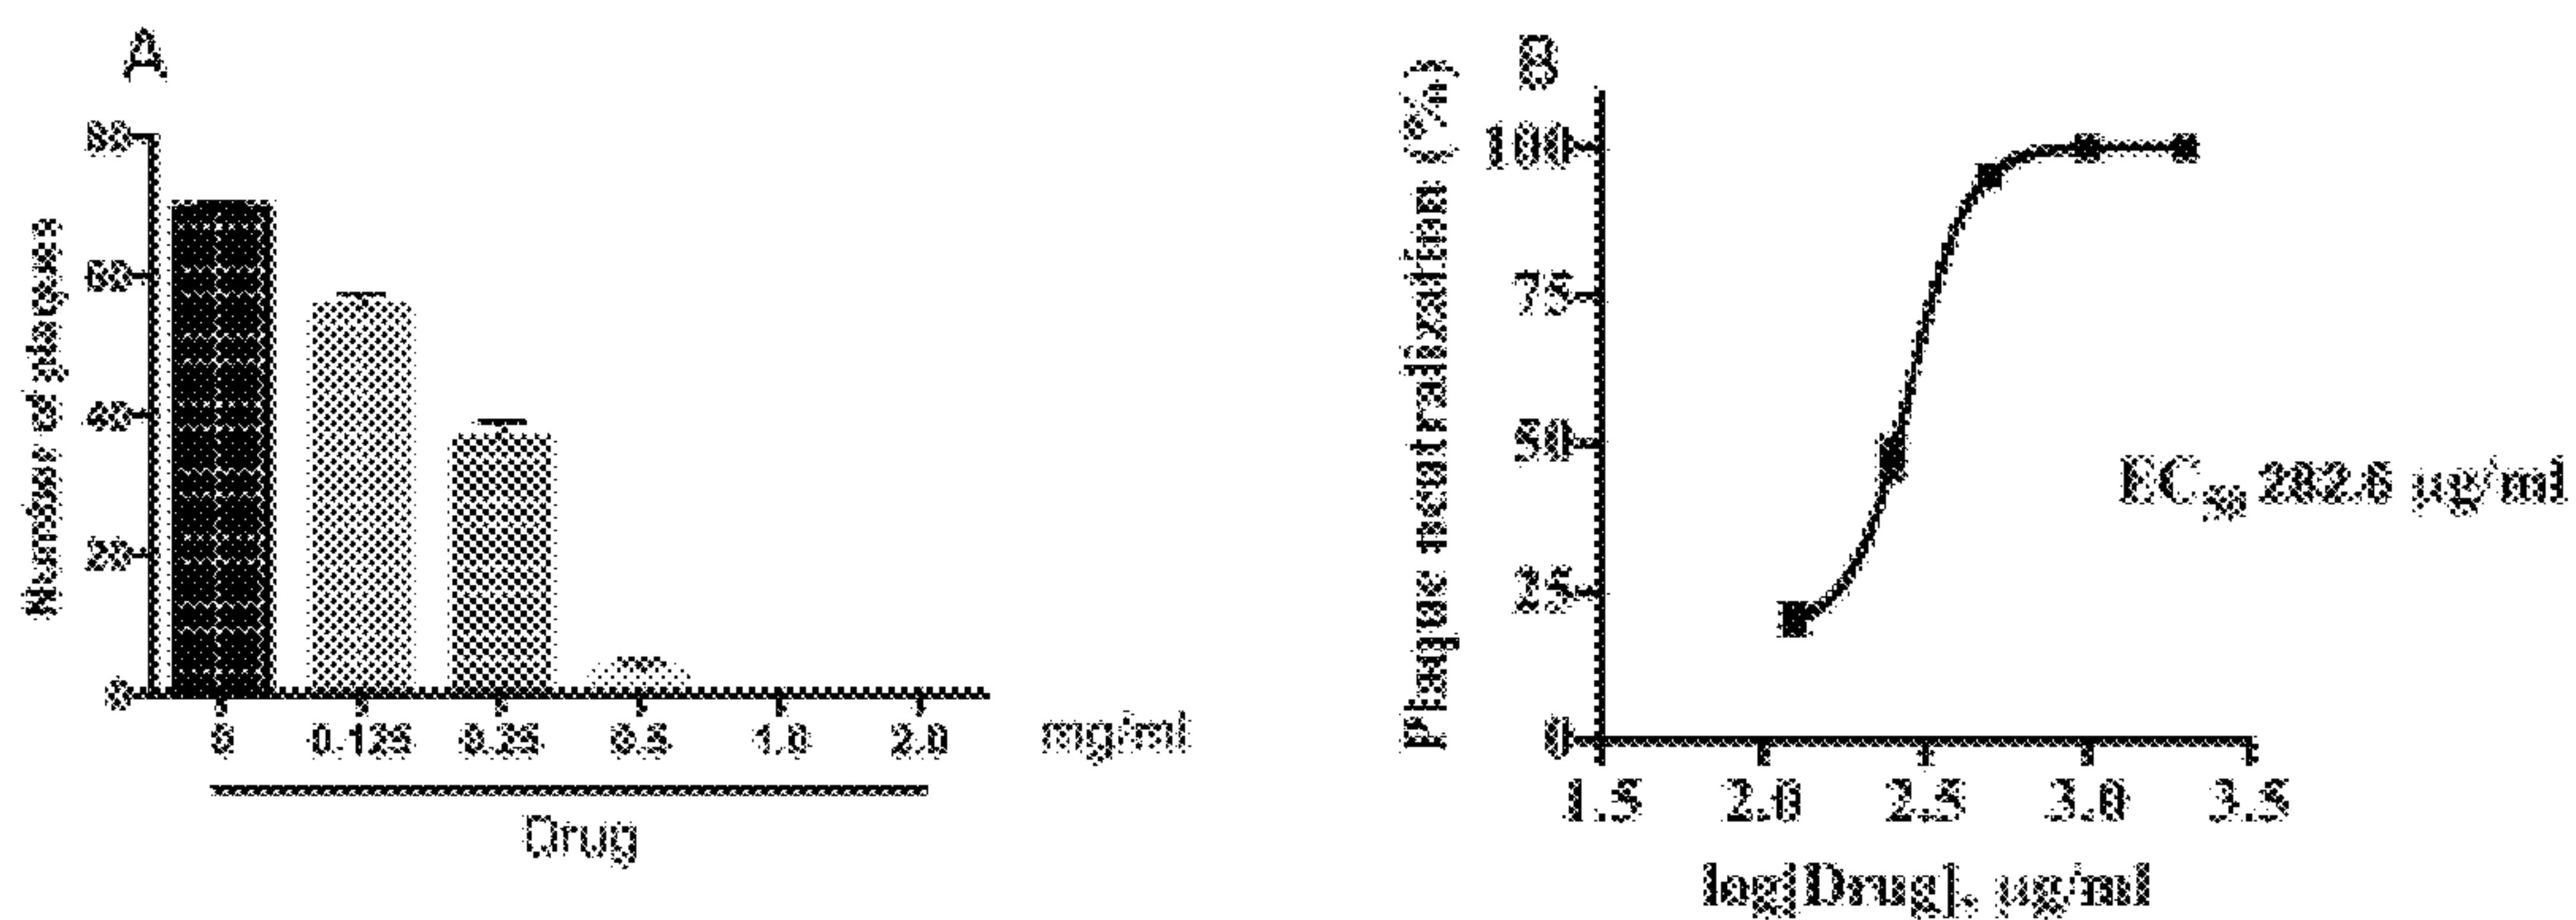 A
Number of plaques
80
60
40
20
0
0 0.125 0.25 0.5 1.0 2.0 mg/ml
Drug
B
Plaque neutralization (%)
100
75
50
25
0
1.5 2.0 2.5 3.0 3.5
log[Drug], µg/ml
EC50 282.6 µg/ml